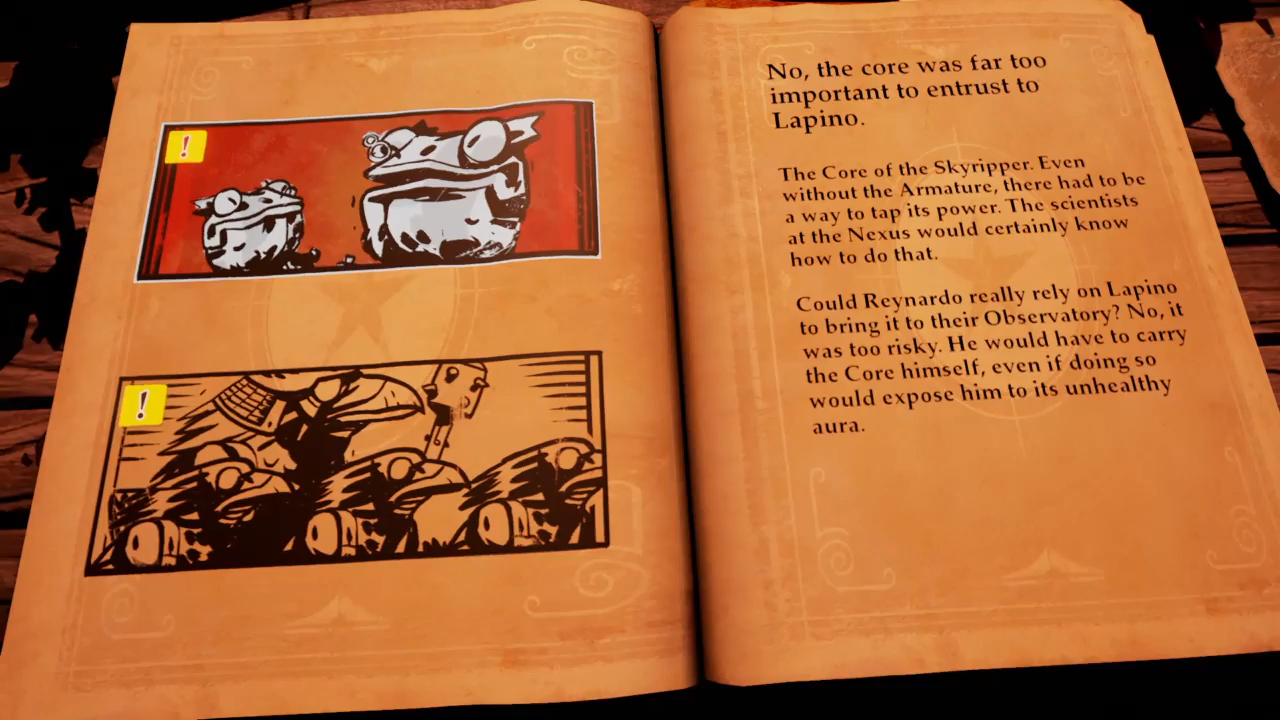 !
!
No, the core was far too
important to entrust to
Lapino.
The Core of the Skyripper. Even
without the Armature, there had to be
a way to tap its power. The scientists
at the Nexus would certainly know
how to do that.
Could Reynardo really rely on Lapino
to bring it to their Observatory? No, it
was too risky. He would have to carry
the Core himself, even if doing so
would expose him to its unhealthy
aura.